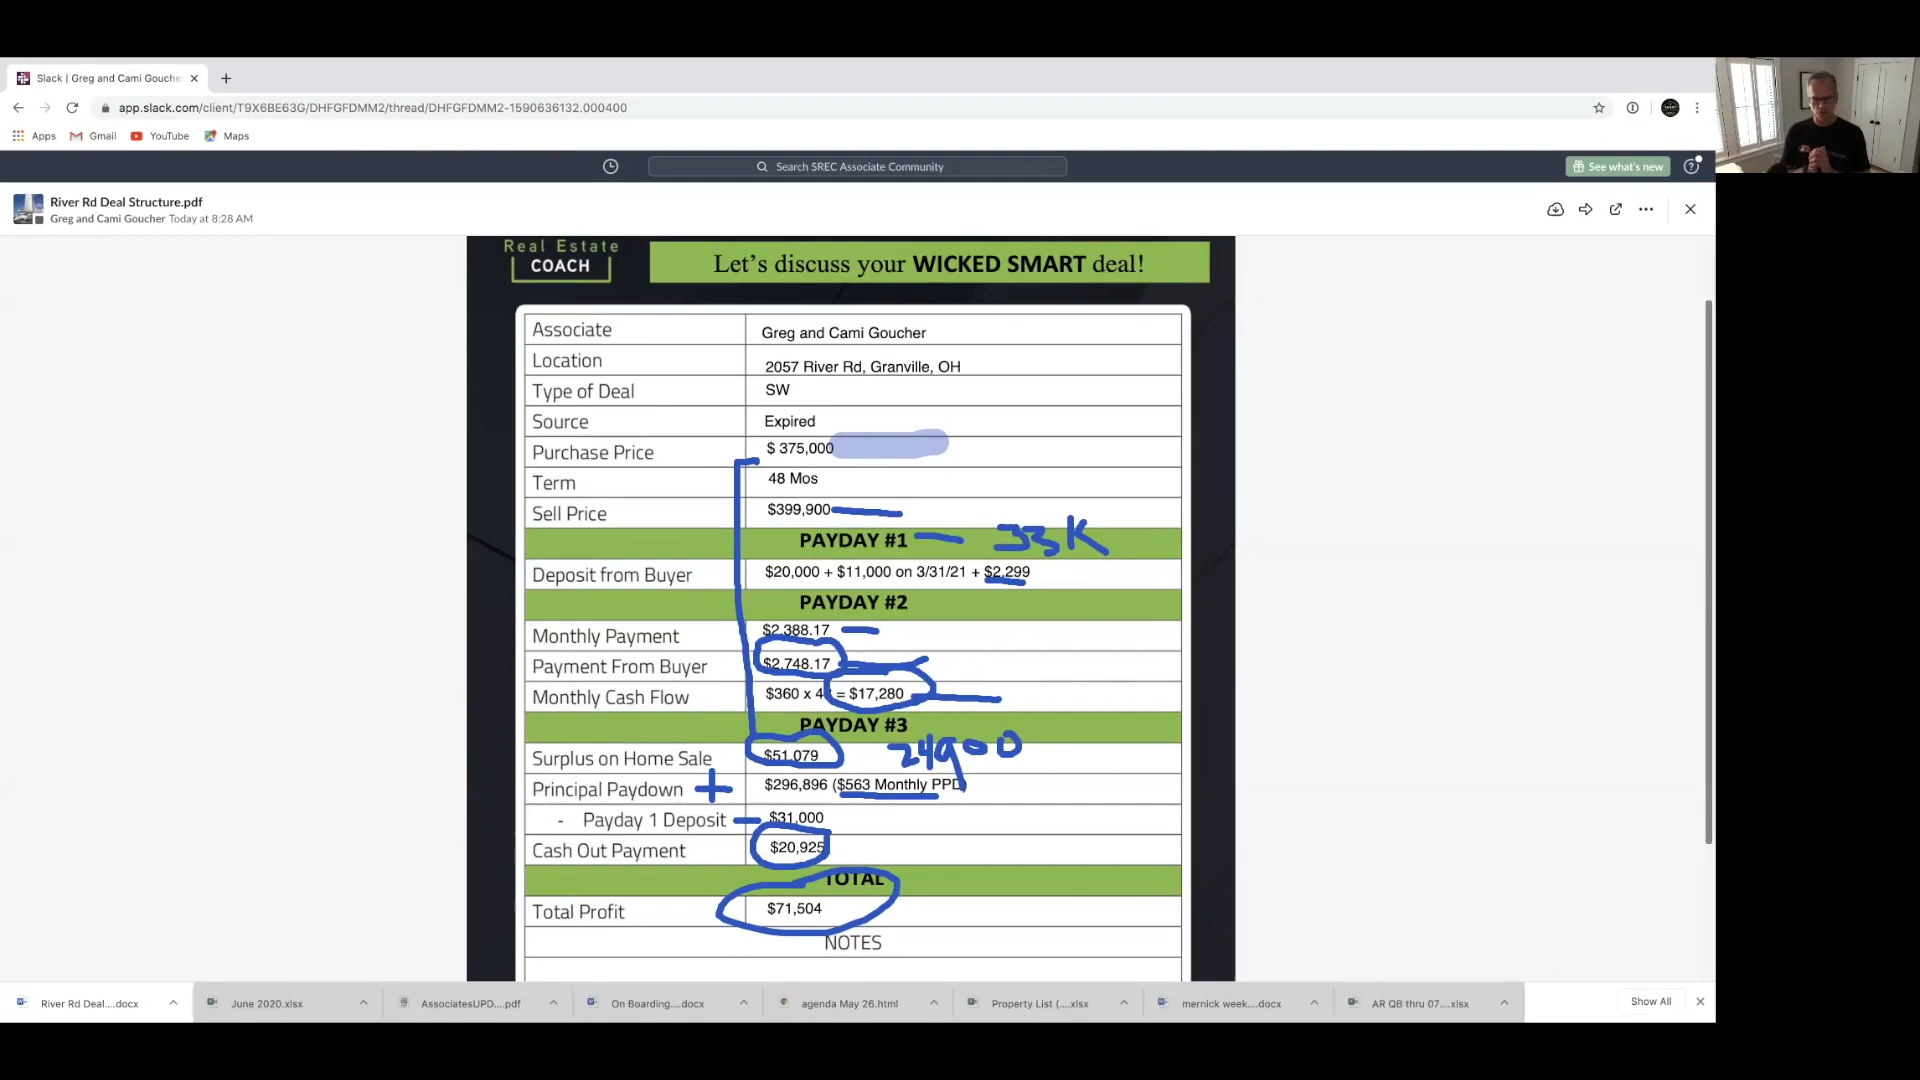 Slack | Greg and Cami Gouche
app.slack.com/client/T9X6BE63G/DHFGFDMM2/thread/DHFGFDMM2-1590636132.000400
Apps Gmail YouTube Maps
Search SREC Associate Community
See what's new
River Rd Deal Structure.pdf
Greg and Cami Goucher Today at 8:28 AM
Real Estate
COACH
Let's discuss your WICKED SMART deal!
Associate Greg and Cami Goucher
Location 2057 River Rd, Granville, OH
Type of Deal SW
Source Expired
Purchase Price $ 375,000
Term 48 Mos
Sell Price $399,900
PAYDAY #1 33K
Deposit from Buyer $20,000 + $11,000 on 3/31/21 + $2,299
PAYDAY #2
Monthly Payment $2,388.17
Payment From Buyer $2,748.17
Monthly Cash Flow $360 x 48 = $17,280
PAYDAY #3
Surplus on Home Sale $51,079 24900
Principal Paydown + $296,896 ($563 Monthly PPD)
- Payday 1 Deposit - $31,000
Cash Out Payment $20,925
TOTAL
Total Profit $71,504
NOTES
River Rd Deal....docx June 2020.xlsx AssociatesUPD....pdf On Boarding....docx agenda May 26.html Property List (....xlsx mernick week....docx AR QB thru 07....xlsx Show All